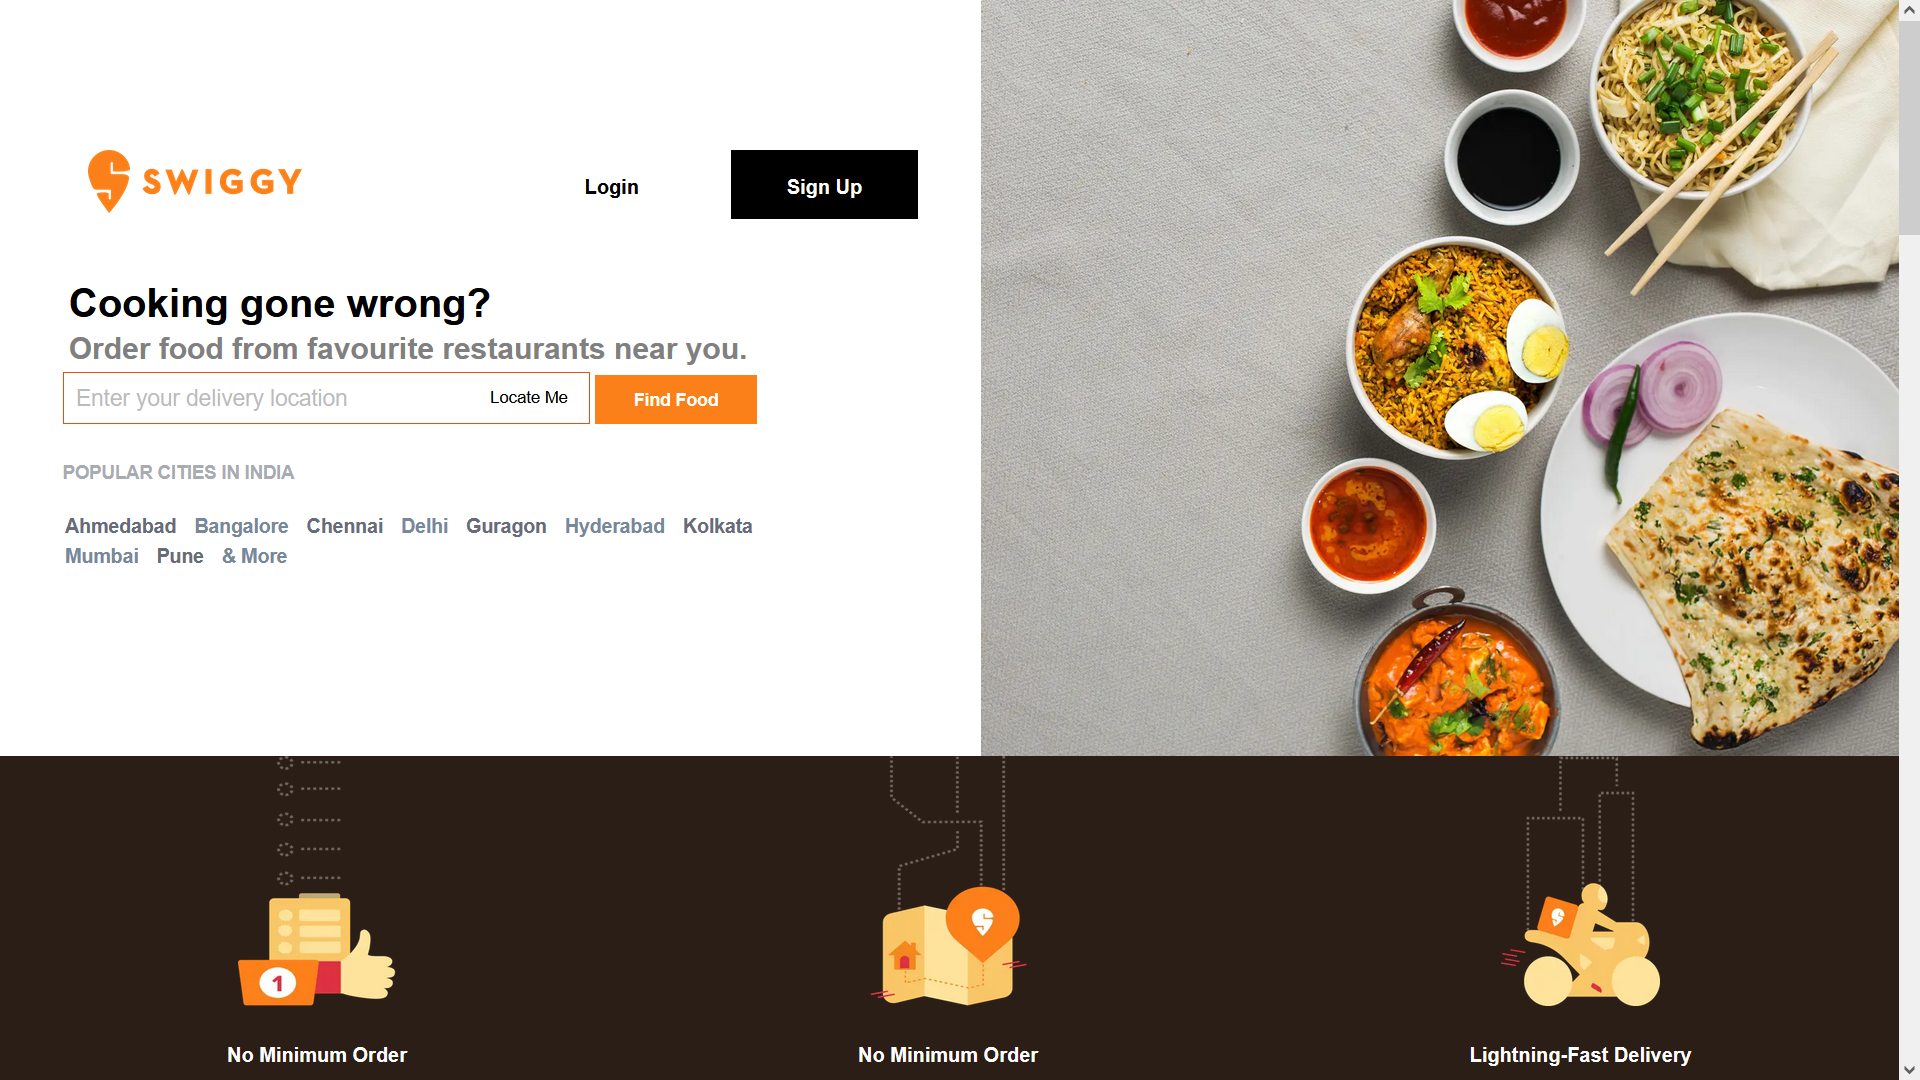 SWIGGY
Login
Sign Up
Cooking gone wrong?
Order food from favourite restaurants near you.
Enter your delivery location
Locate Me
Find Food
POPULAR CITIES IN INDIA
Ahmedabad Bangalore Chennai Delhi Guragon Hyderabad Kolkata
Mumbai Pune & More
1
No Minimum Order
No Minimum Order
Lightning-Fast Delivery